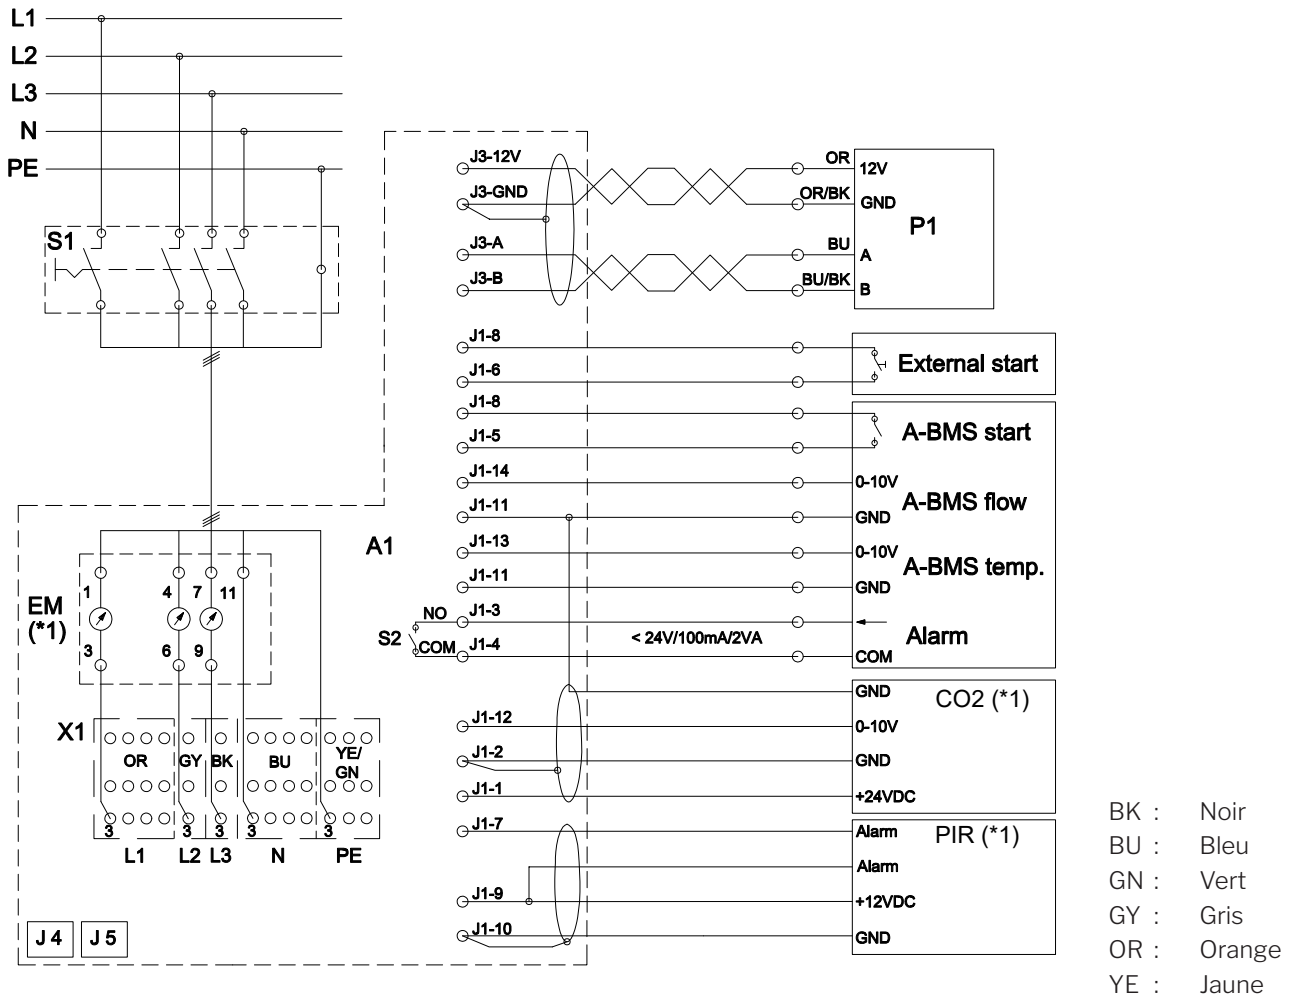 L1
L2
L3
N
PE
S1
J3-12V OR 12V
J3-GND OR/BK GND
P1
J3-A BU A
J3-B BU/BK B
J1-8
External start
J1-6
J1-8
A-BMS start
J1-5
J1-14 0-10V
A-BMS flow
J1-11 GND
A1
J1-13 0-10V
A-BMS temp.
J1-11 GND
NO J1-3
S2 < 24V/100mA/2VA Alarm
COM J1-4 COM
GND CO2 (*1)
J1-12 0-10V
J1-2 GND
J1-1 +24VDC
J1-7 Alarm PIR (*1)
Alarm
J1-9 +12VDC
J1-10 GND
EM
(*1)
1 4 7 11
3 6 9
X1
OR GY BK BU YE/
GN
3 3 3 3 3
L1 L2 L3 N PE
J 4 J 5
BK : Noir
BU : Bleu
GN : Vert
GY : Gris
OR : Orange
YE : Jaune